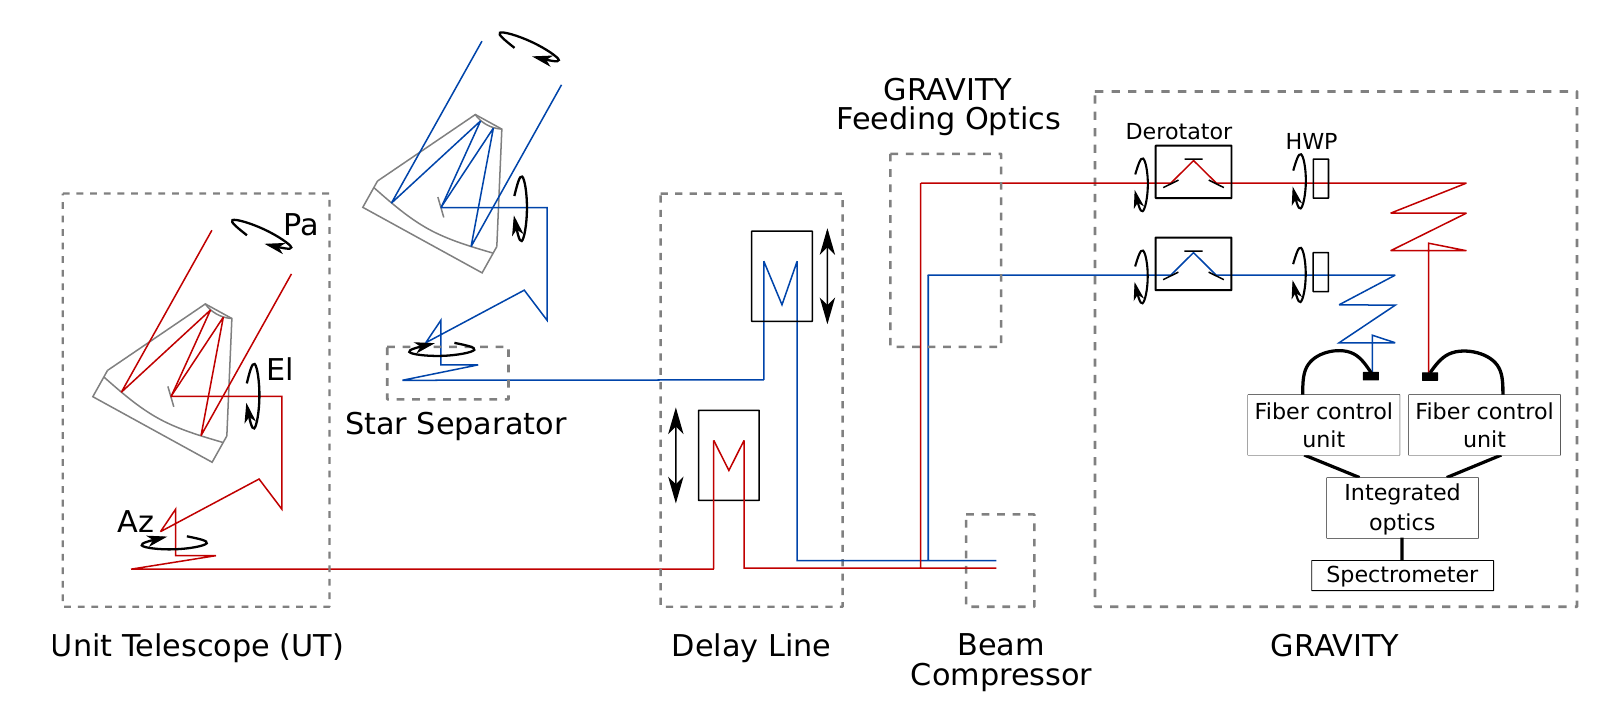 GRAVITY
Feeding Optics
Derotator
HWP
Pa
El
Az
Star Separator
Fiber control
unit
Fiber control
unit
Integrated
optics
Spectrometer
Unit Telescope (UT)
Delay Line
Beam
Compressor
GRAVITY